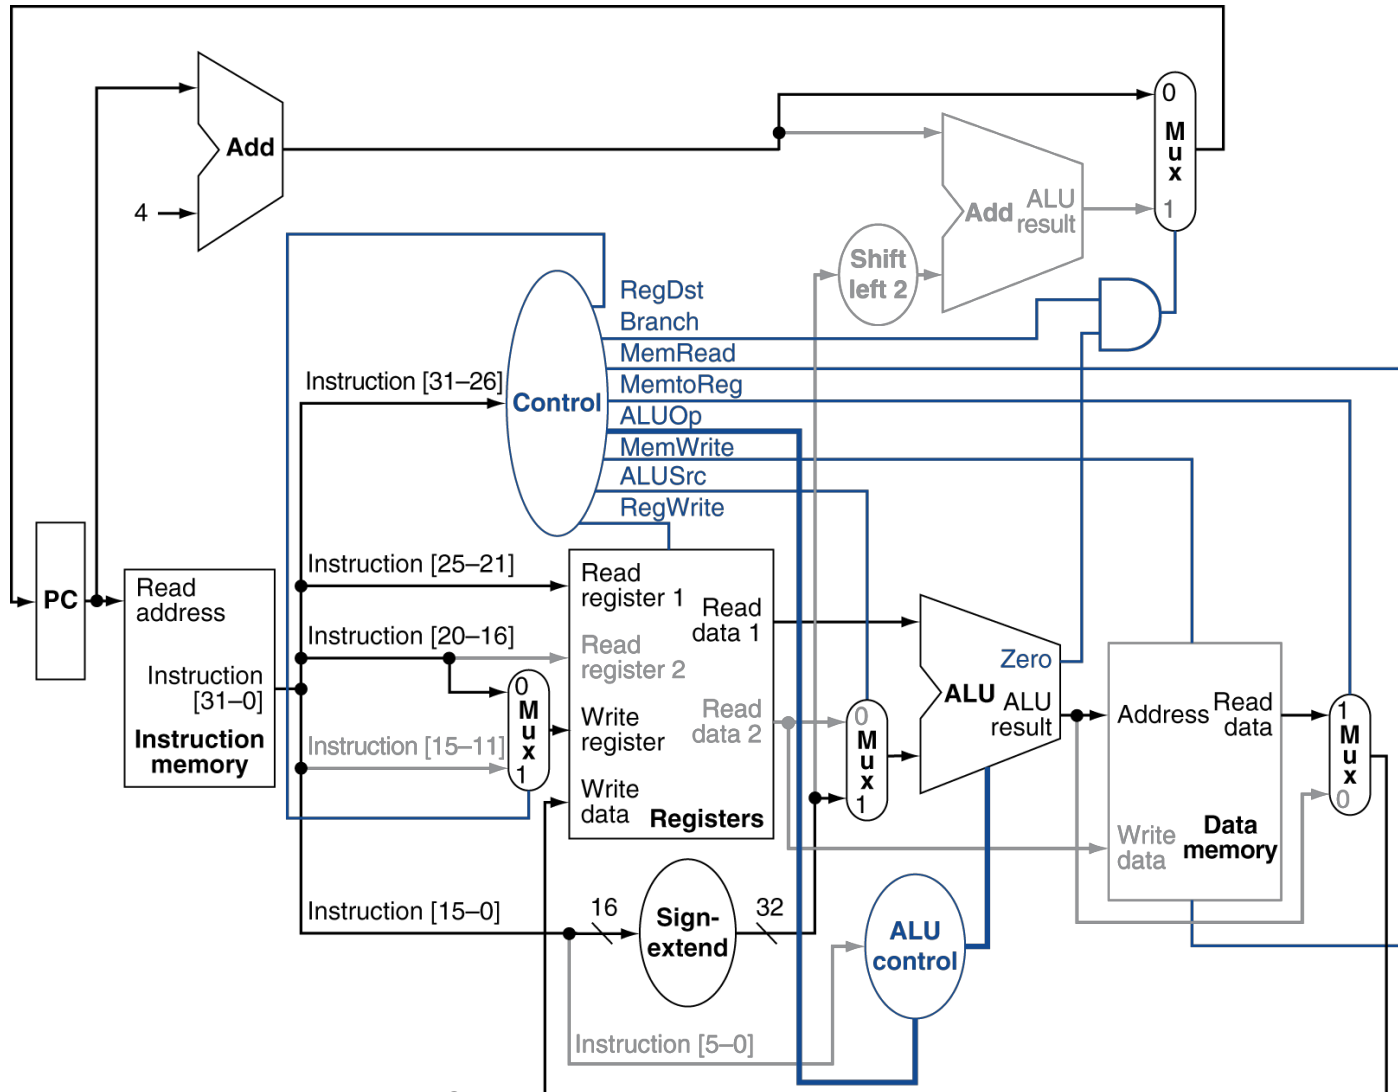 0
M
u
x
1
Add
4
Add
ALU
result
Shift
left 2
RegDst
Branch
MemRead
MemtoReg
ALUOp
MemWrite
ALUSrc
RegWrite
Instruction [31–26]
Control
PC
Read
address
Instruction
[31–0]
Instruction
memory
Instruction [25–21]
Instruction [20–16]
Instruction [15–11]
0
M
u
x
1
Read
register 1
Read
register 2
Write
register
Write
data
Read
data 1
Read
data 2
Registers
0
M
u
x
1
Zero
ALU
ALU
result
Address
Read
data
Write
data
Data
memory
1
M
u
x
0
Instruction [15–0]
16
Sign-
extend
32
ALU
control
Instruction [5–0]